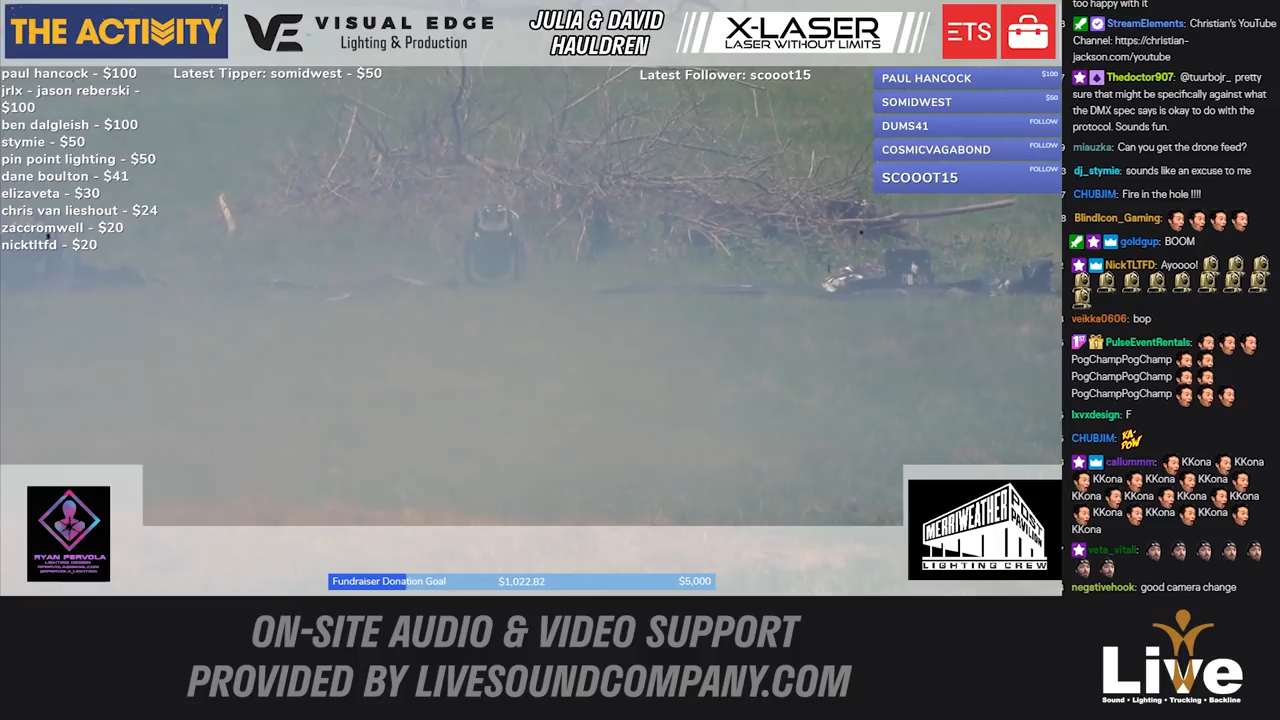 THE ACTIVITY
VISUAL EDGE
Lighting & Production
JULIA & DAVID
HAULDREN
X-LASER
LASER WITHOUT LIMITS
ETS
paul hancock - $100
jrlx - jason reberski -
$100
ben dalgleish - $100
stymie - $50
pin point lighting - $50
dane boulton - $41
elizaveta - $30
chris van lieshout - $24
zaccromwell - $20
nicktltfd - $20
Latest Tipper: somidwest - $50
Latest Follower: scooot15
PAUL HANCOCK $100
SOMIDWEST $50
DUMS41 FOLLOW
COSMICVAGABOND FOLLOW
SCOOOT15 FOLLOW
too happy with it
StreamElements: Christian's YouTube
Channel: https://christian-
jackson.com/youtube
Thedoctor907: @tuurbojr_ pretty
sure that might be specifically against what
the DMX spec says is okay to do with the
protocol. Sounds fun.
miauzka: Can you get the drone feed?
dj_stymie: sounds like an excuse to me
CHUBJIM: Fire in the hole !!!!
BlindIcon_Gaming:
goldgup: BOOM
NickTLTFD: Ayoooo!
veikka0606: bop
1ST PulseEventRentals:
PogChampPogChamp
PogChampPogChamp
PogChampPogChamp
lxvxdesign: F
CHUBJIM: KA-POW
callummm: KKona KKona
KKona KKona KKona
KKona KKona KKona KKona
KKona KKona KKona
KKona
veta_vitali:
negativehook: good camera change
RYAN PERVOLA
LIGHTING DESIGN
MERRIWEATHER POST
PAVILION
LIGHTING CREW
Fundraiser Donation Goal $1,022.82 $5,000
ON-SITE AUDIO & VIDEO SUPPORT
PROVIDED BY LIVESOUNDCOMPANY.COM
Live
Sound • Lighting • Trucking • Backline